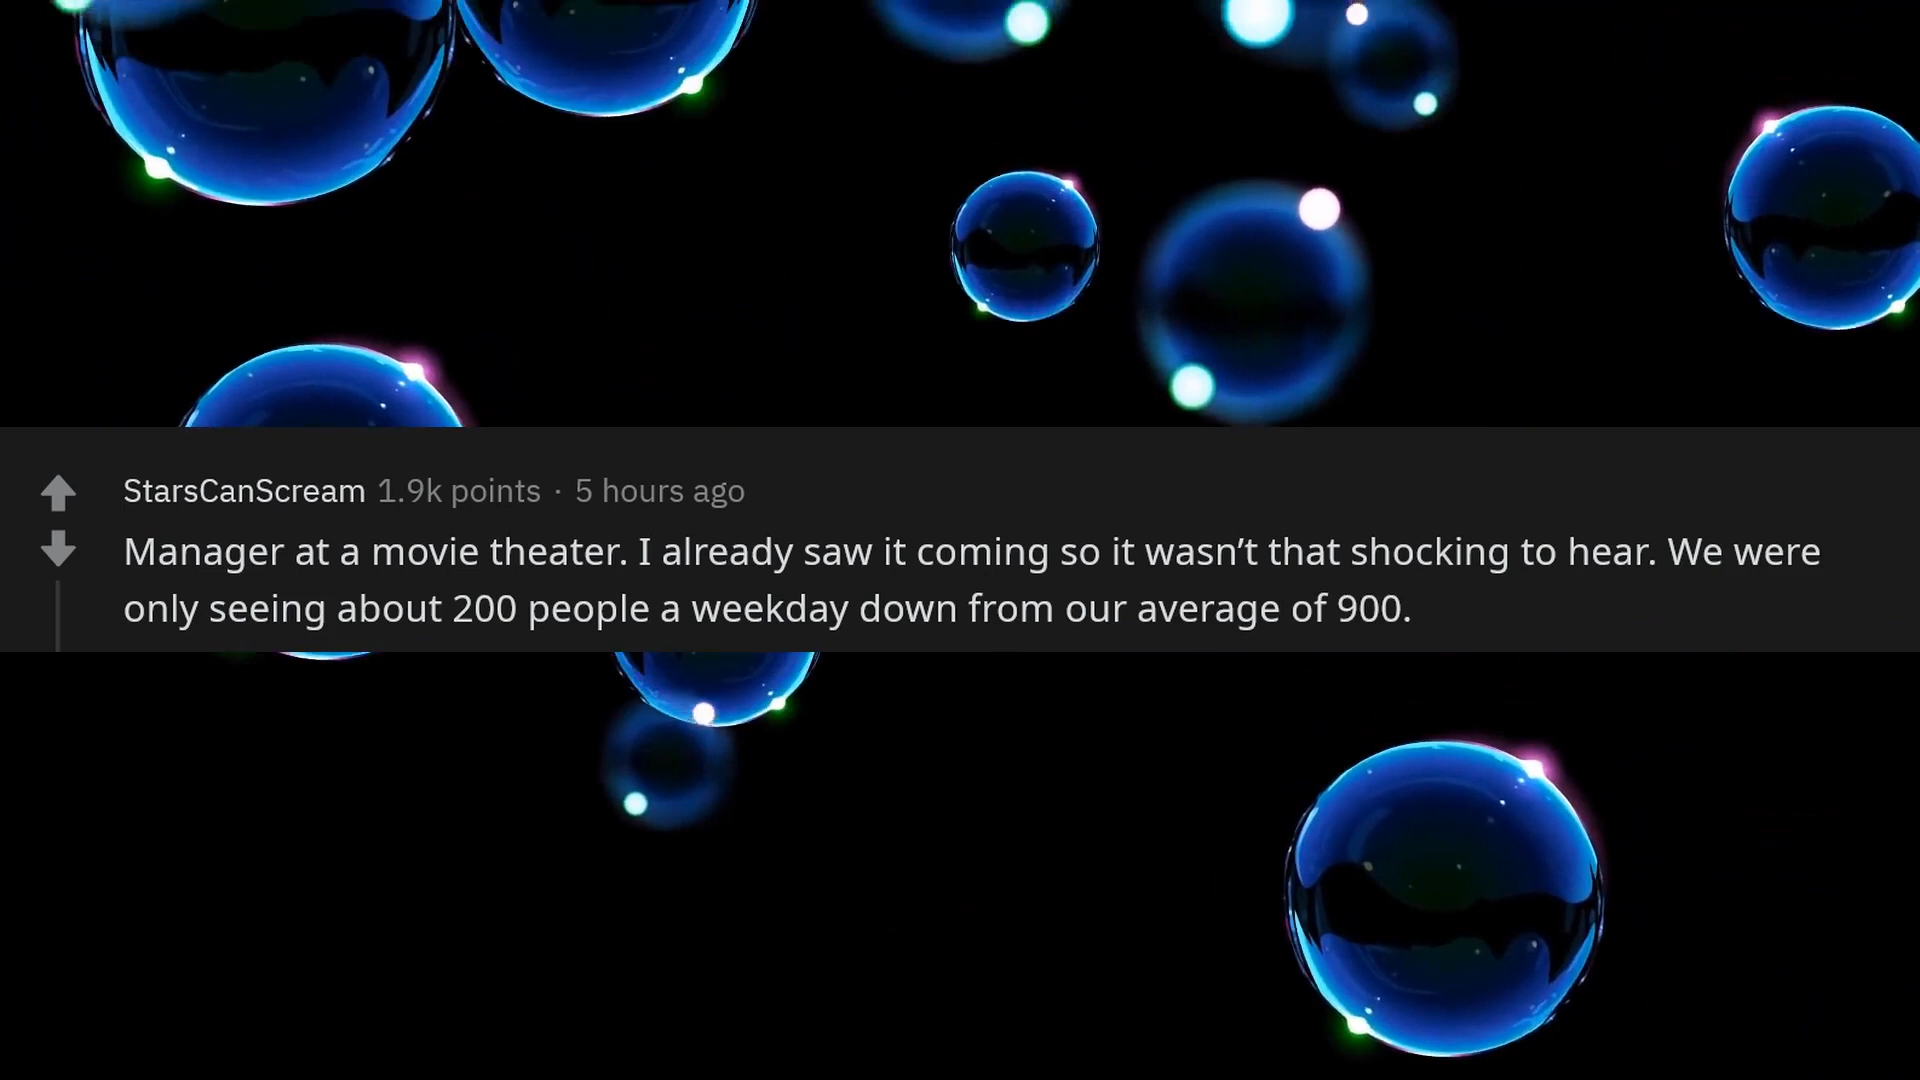 StarsCanScream 1.9k points · 5 hours ago
Manager at a movie theater. I already saw it coming so it wasn’t that shocking to hear. We were
only seeing about 200 people a weekday down from our average of 900.